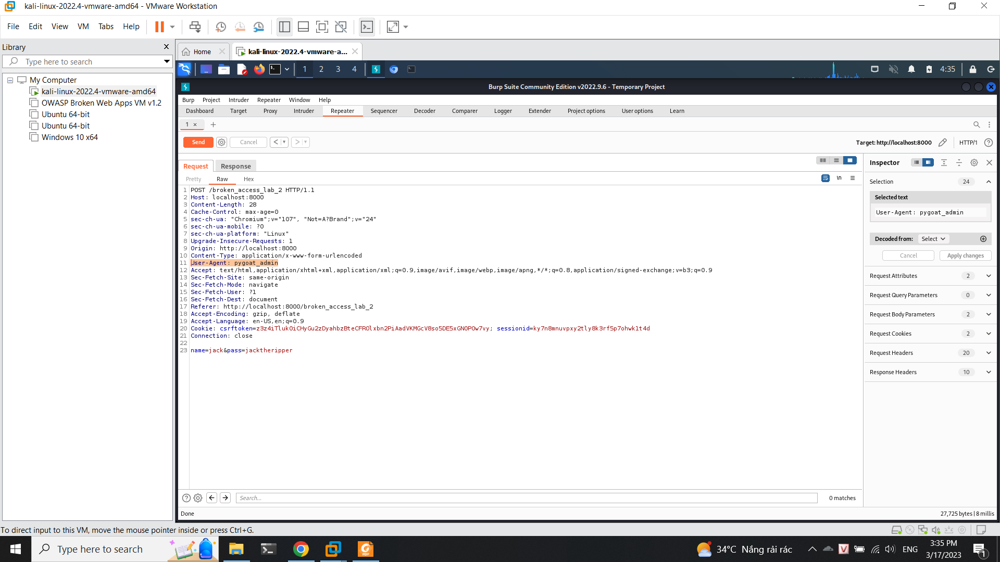 kali-linux-2022.4-vmware-amd64 - VMware Workstation
File Edit View VM Tabs Help
Library
Type here to search
My Computer
kali-linux-2022.4-vmware-amd64
OWASP Broken Web Apps VM v1.2
Ubuntu 64-bit
Ubuntu 64-bit
Windows 10 x64
Home kali-linux-2022.4-vmware-a...
1 2 3 4 4:35
Burp Suite Community Edition v2022.9.6 - Temporary Project
Burp Project Intruder Repeater Window Help
Dashboard Target Proxy Intruder Repeater Sequencer Decoder Comparer Logger Extender Project options User options Learn
1 × +
Send Cancel < >
Target: http://localhost:8000 HTTP/1
Request Response
Pretty Raw Hex \n
1 POST /broken_access_lab_2 HTTP/1.1
2 Host: localhost:8000
3 Content-Length: 28
4 Cache-Control: max-age=0
5 sec-ch-ua: "Chromium";v="107", "Not=A?Brand";v="24"
6 sec-ch-ua-mobile: ?0
7 sec-ch-ua-platform: "Linux"
8 Upgrade-Insecure-Requests: 1
9 Origin: http://localhost:8000
10 Content-Type: application/x-www-form-urlencoded
11 User-Agent: pygoat_admin
12 Accept: text/html,application/xhtml+xml,application/xml;q=0.9,image/avif,image/webp,image/apng,*/*;q=0.8,application/signed-exchange;v=b3;q=0.9
13 Sec-Fetch-Site: same-origin
14 Sec-Fetch-Mode: navigate
15 Sec-Fetch-User: ?1
16 Sec-Fetch-Dest: document
17 Referer: http://localhost:8000/broken_access_lab_2
18 Accept-Encoding: gzip, deflate
19 Accept-Language: en-US,en;q=0.9
20 Cookie: csrftoken=z3z4iTluk0iCHyGu2zDyahbzBteCFROlxbn2PiAadVKMGcV8so5DE5xGN0POw7vy; sessionid=ky7n8mnuvpxy2tly8k3rf5p7ohwk1t4d
21 Connection: close
22
23 name=jack&pass=jacktheripper
Inspector
Selection 24
Selected text
User-Agent: pygoat_admin
Decoded from: Select
Cancel Apply changes
Request Attributes 2
Request Query Parameters 0
Request Body Parameters 2
Request Cookies 2
Request Headers 20
Response Headers 10
Search... 0 matches
Done 27,725 bytes | 8 millis
To direct input to this VM, move the mouse pointer inside or press Ctrl+G.
Type here to search
34°C Nắng rải rác ENG 3:35 PM
3/17/2023 1